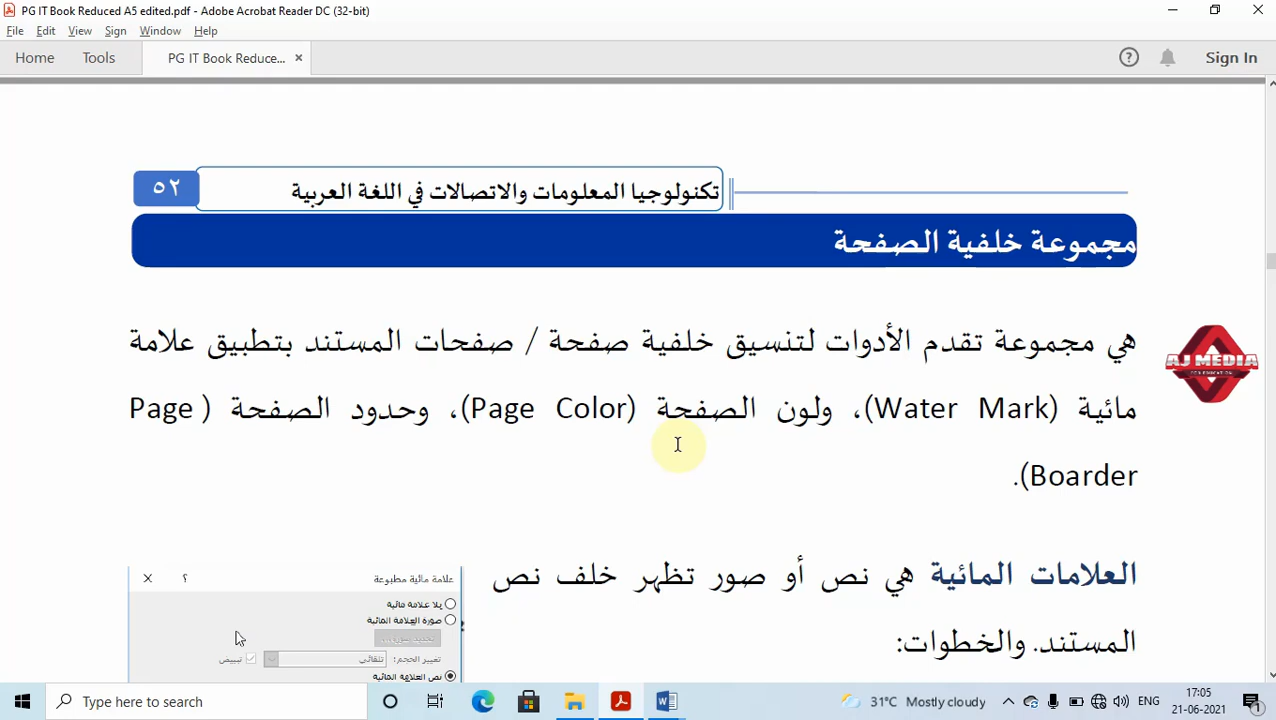 PG IT Book Reduced A5 edited.pdf - Adobe Acrobat Reader DC (32-bit)
File Edit View Sign Window Help
Home Tools PG IT Book Reduce... × Sign In
٥٢ تكنولوجيا المعلومات والاتصالات في اللغة العربية
مجموعة خلفية الصفحة
هي مجموعة تقدم الأدوات لتنسيق خلفية صفحة / صفحات المستند بتطبيق علامة
مائية (Water Mark)، ولون الصفحة (Page Color)، وحدود الصفحة (Page
Boarder).
AJ MEDIA
FOR EDUCATION
العلامات المائية هي نص أو صور تظهر خلف نص
المستند. والخطوات:
علامة مائية مطبوعة ؟ ×
بلا علامة مائية
صورة العلامة المائية
تغيير الحجم: تلقائي تبييض
نص العلامة المائية
Type here to search
31°C Mostly cloudy ENG 17:05
21-06-2021